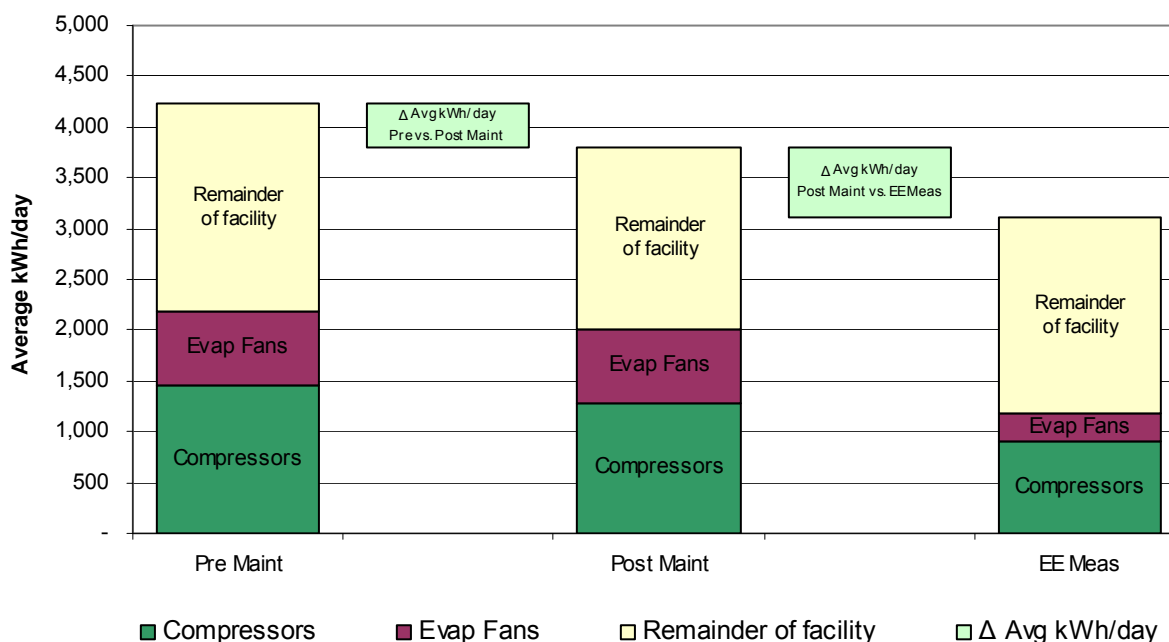 5,000
4,500
4,000
3,500
3,000
2,500
2,000
1,500
1,000
500
-
Average kWh/day
Remainder
of facility
Evap Fans
Compressors
Δ Avg kWh/day
Pre vs. Post Maint
Remainder
of facility
Evap Fans
Compressors
Δ Avg kWh/day
Post Maint vs. EE Meas
Remainder
of facility
Evap Fans
Compressors
Pre Maint
Post Maint
EE Meas
Compressors
Evap Fans
Remainder of facility
Δ Avg kWh/day